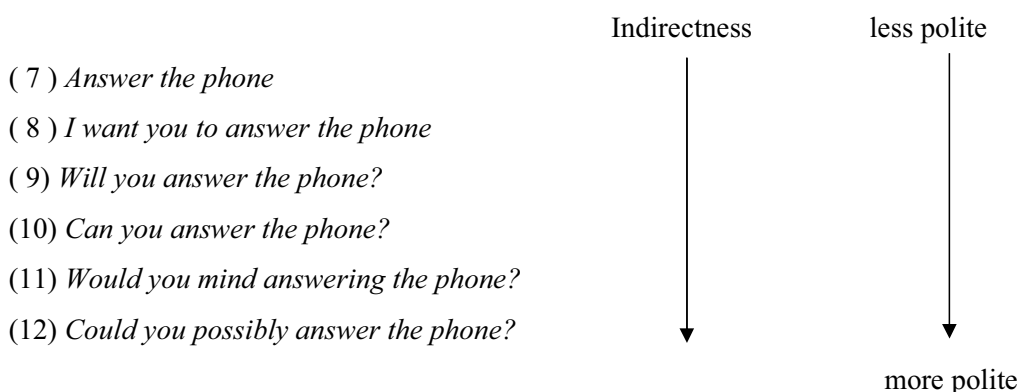 Indirectness less polite
( 7 ) Answer the phone
( 8 ) I want you to answer the phone
( 9) Will you answer the phone?
(10) Can you answer the phone?
(11) Would you mind answering the phone?
(12) Could you possibly answer the phone?
more polite